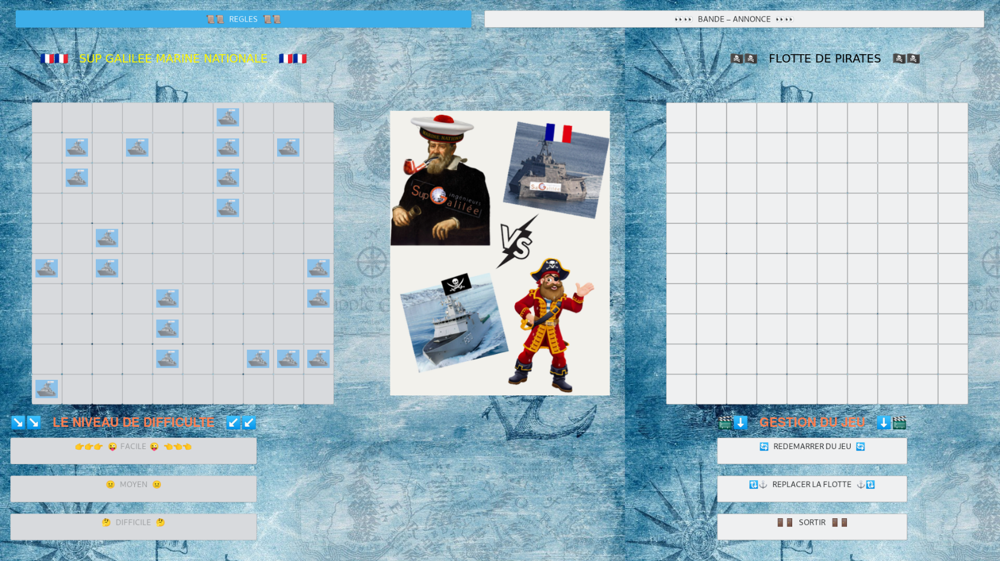 REGLES
BANDE – ANNONCE
SUP GALILEE MARINE NATIONALE
FLOTTE DE PIRATES
MARINE NATIONALE
Sup Galilée
ingénieurs
VS
LE NIVEAU DE DIFFICULTE
GESTION DU JEU
FACILE
REDEMARRER DU JEU
MOYEN
REPLACER LA FLOTTE
DIFFICILE
SORTIR